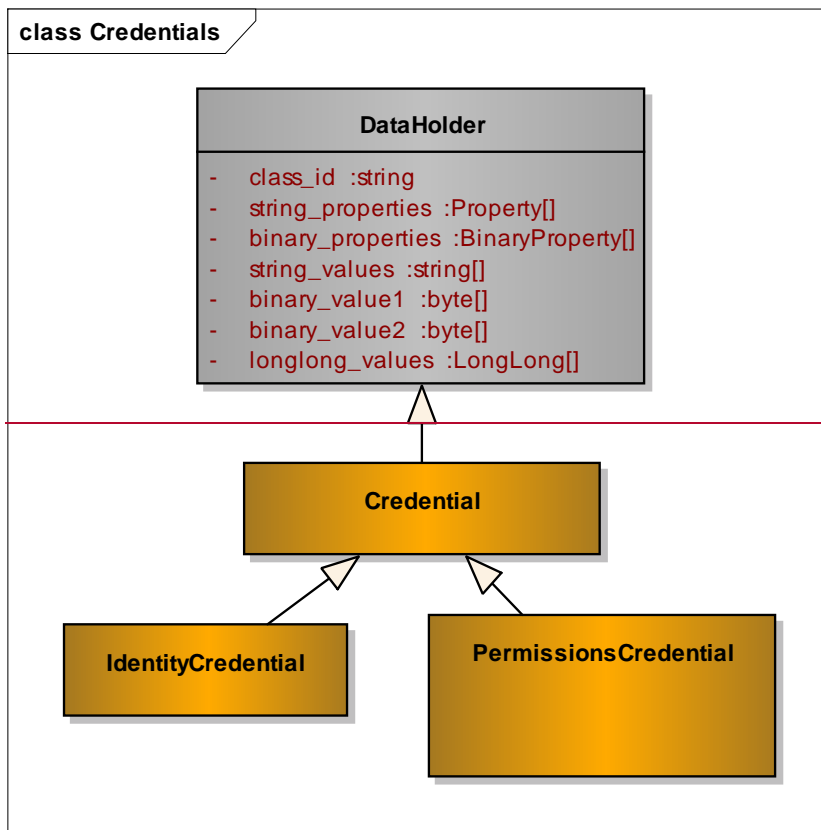 class Credentials
DataHolder
- class_id :string
- string_properties :Property[]
- binary_properties :BinaryProperty[]
- string_values :string[]
- binary_value1 :byte[]
- binary_value2 :byte[]
- longlong_values :LongLong[]
Credential
IdentityCredential
PermissionsCredential